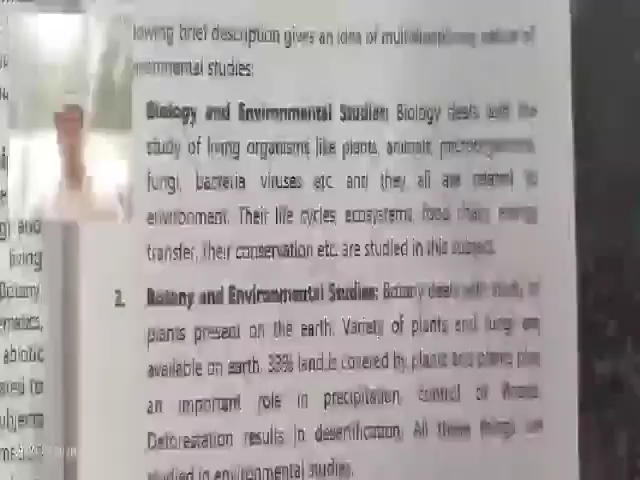 lowing brief description gives an idea of multidisciplinary nature of
studies:
Biology and Environmental Studies: Biology deals with the
study of living organisms like plants, animals, microorganisms,
fungi, bacteria viruses etc and they all are related to
environment. Their life cycles, ecosystems, food chain, energy
transfer, their conservation etc. are studied in this subject.
2. Botany and Environmental Studies: Botany deals with study of
plants present on the earth. Variety of plants and fungi are
available on earth. 33% land is covered by plants and plants play
an important role in precipitation, control of
Deforestation results in desertification. All these things are
studied in environmental studies.
and
living
Botany
abiotic
to